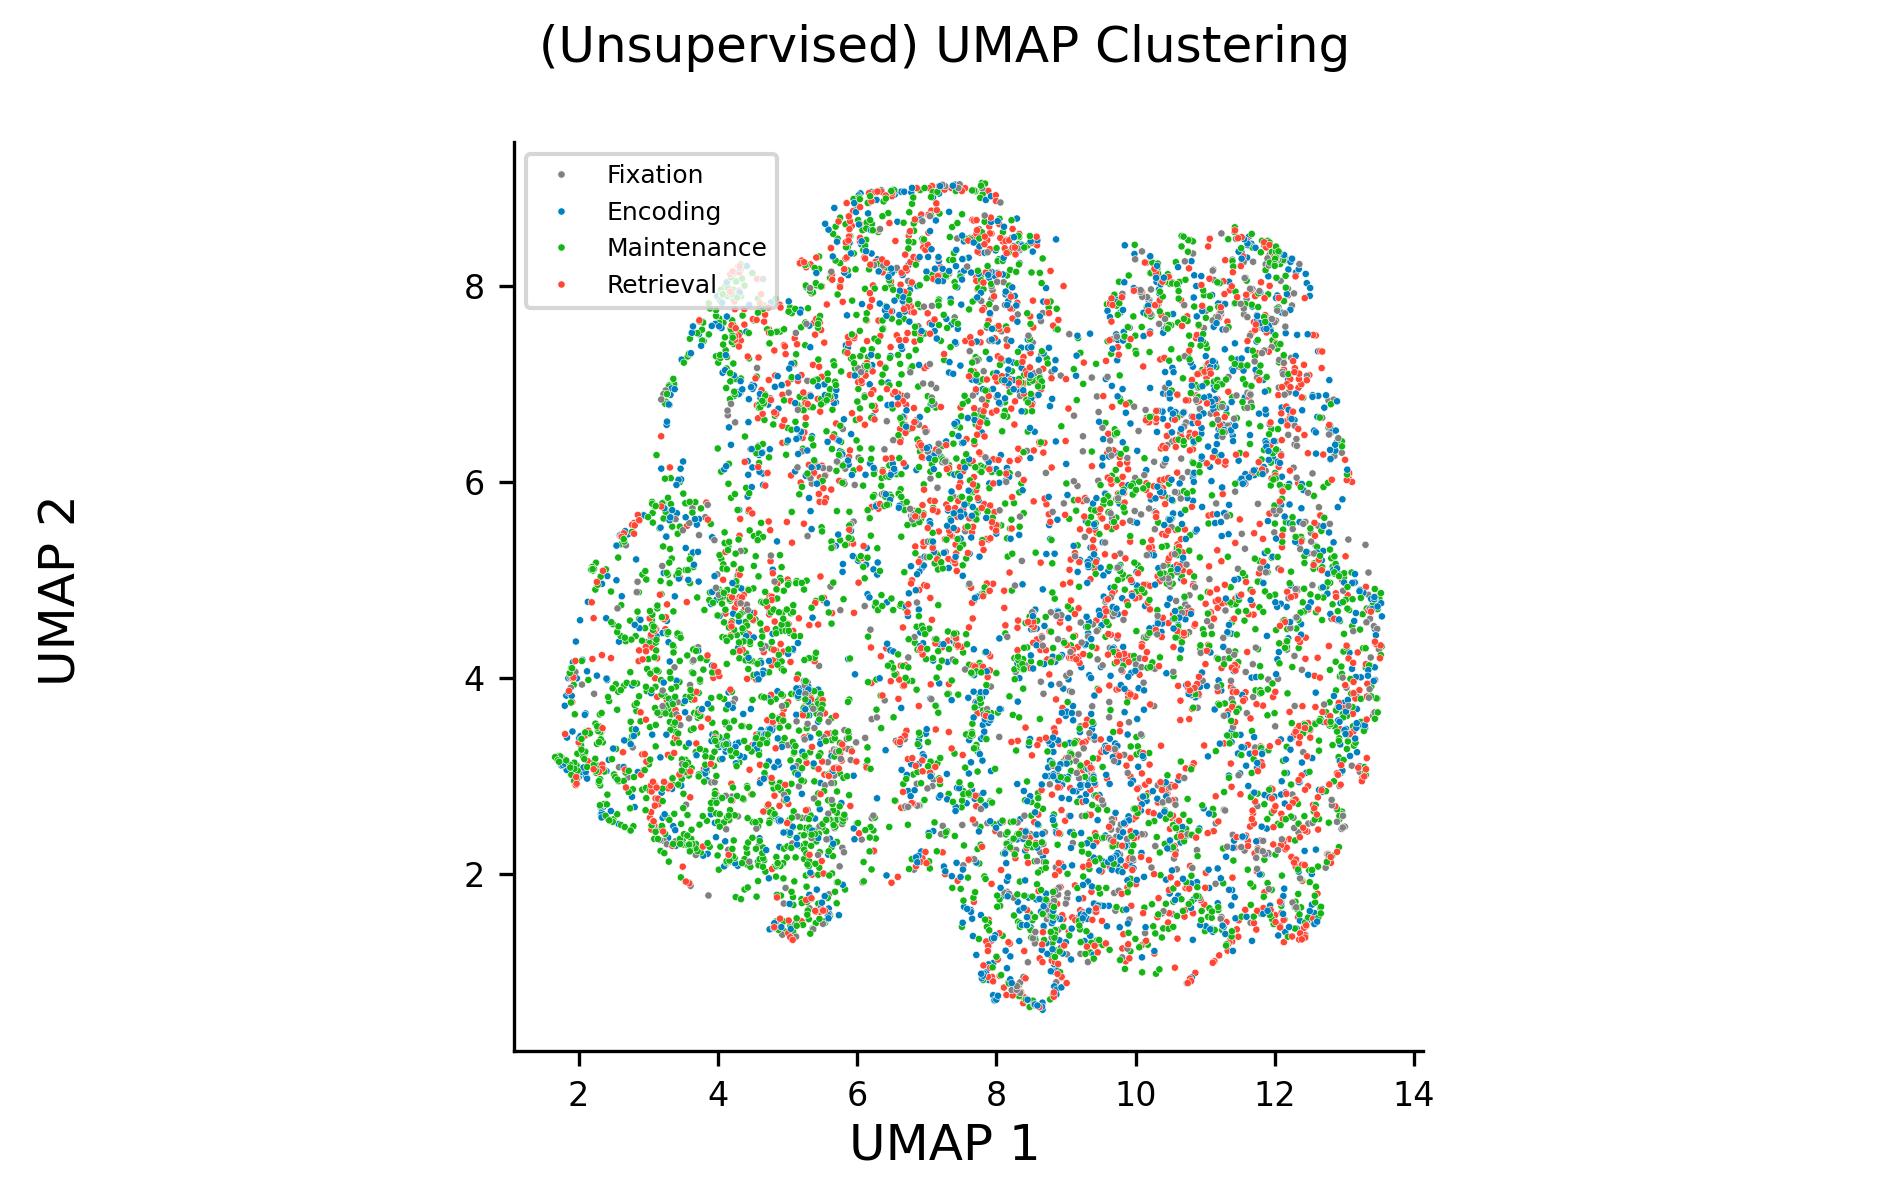 (Unsupervised) UMAP Clustering
Fixation
Encoding
Maintenance
Retrieval
UMAP 2
8
6
4
2
2 4 6 8 10 12 14
UMAP 1